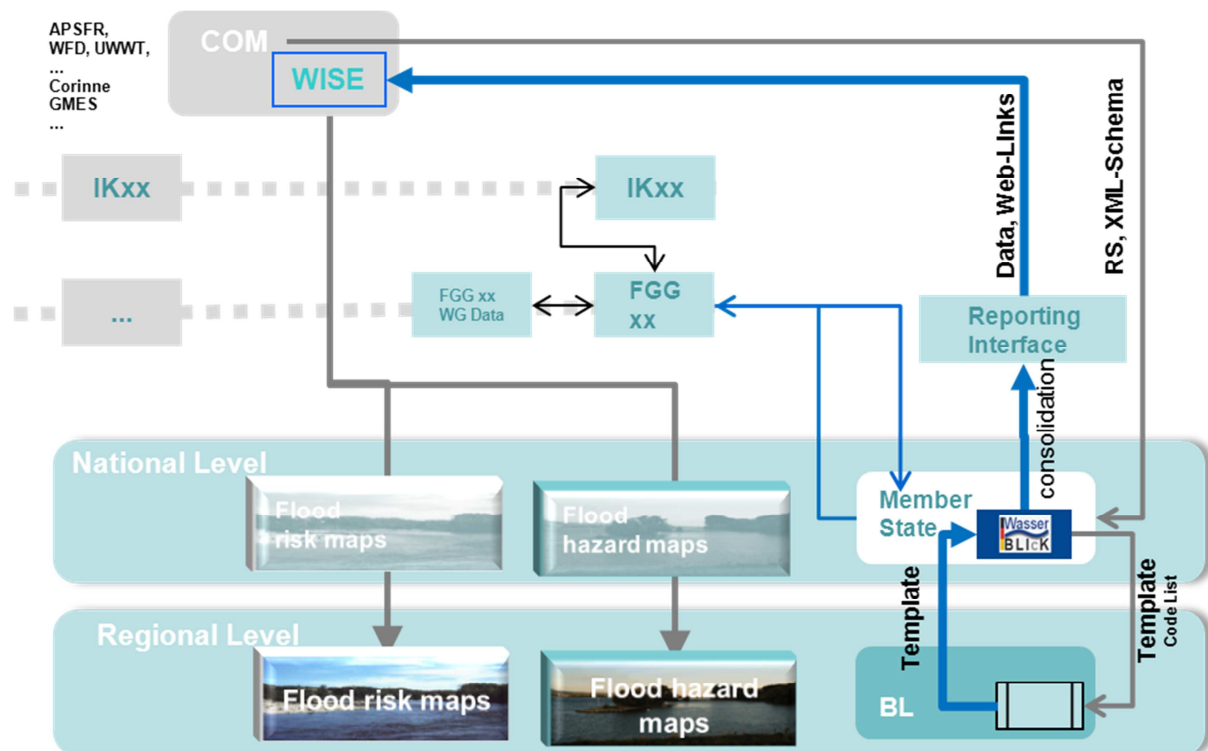 APSFR,
WFD, UWWT,
...
Corinne
GMES
...
COM
WISE
IKxx
IKxx
...
FGG xx
WG Data
FGG
xx
Data, Web-LInks
RS, XML-Schema
Reporting
Interface
consolidation
National Level
Flood
risk maps
Flood
hazard maps
Member
State
Wasser
BLIcK
Template
Template
Code List
Regional Level
Flood risk maps
Flood hazard
maps
BL